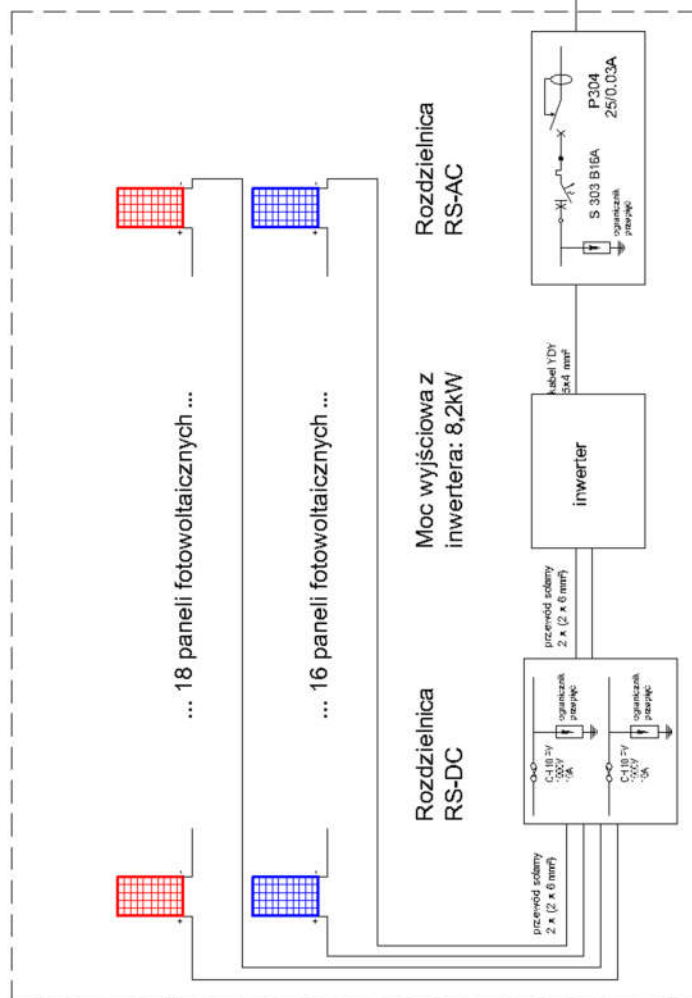 ... 18 paneli fotowoltaicznych ...
... 16 paneli fotowoltaicznych ...
Rozdzielnica
RS-DC
Moc wyjściowa z
inwertera: 8,2kW
Rozdzielnica
RS-AC
przewód solarny
2 x (2 x 6 mm²)
1000V
ogranicznik
przepięć
1000V
ogranicznik
przepięć
przewód solarny
2 x (2 x 6 mm²)
inwerter
kabel YDY
5x4 mm²
ogranicznik
przepięć
S 303 B16A
P304
25/0.03A
+
-
+
-
+
-
+
-